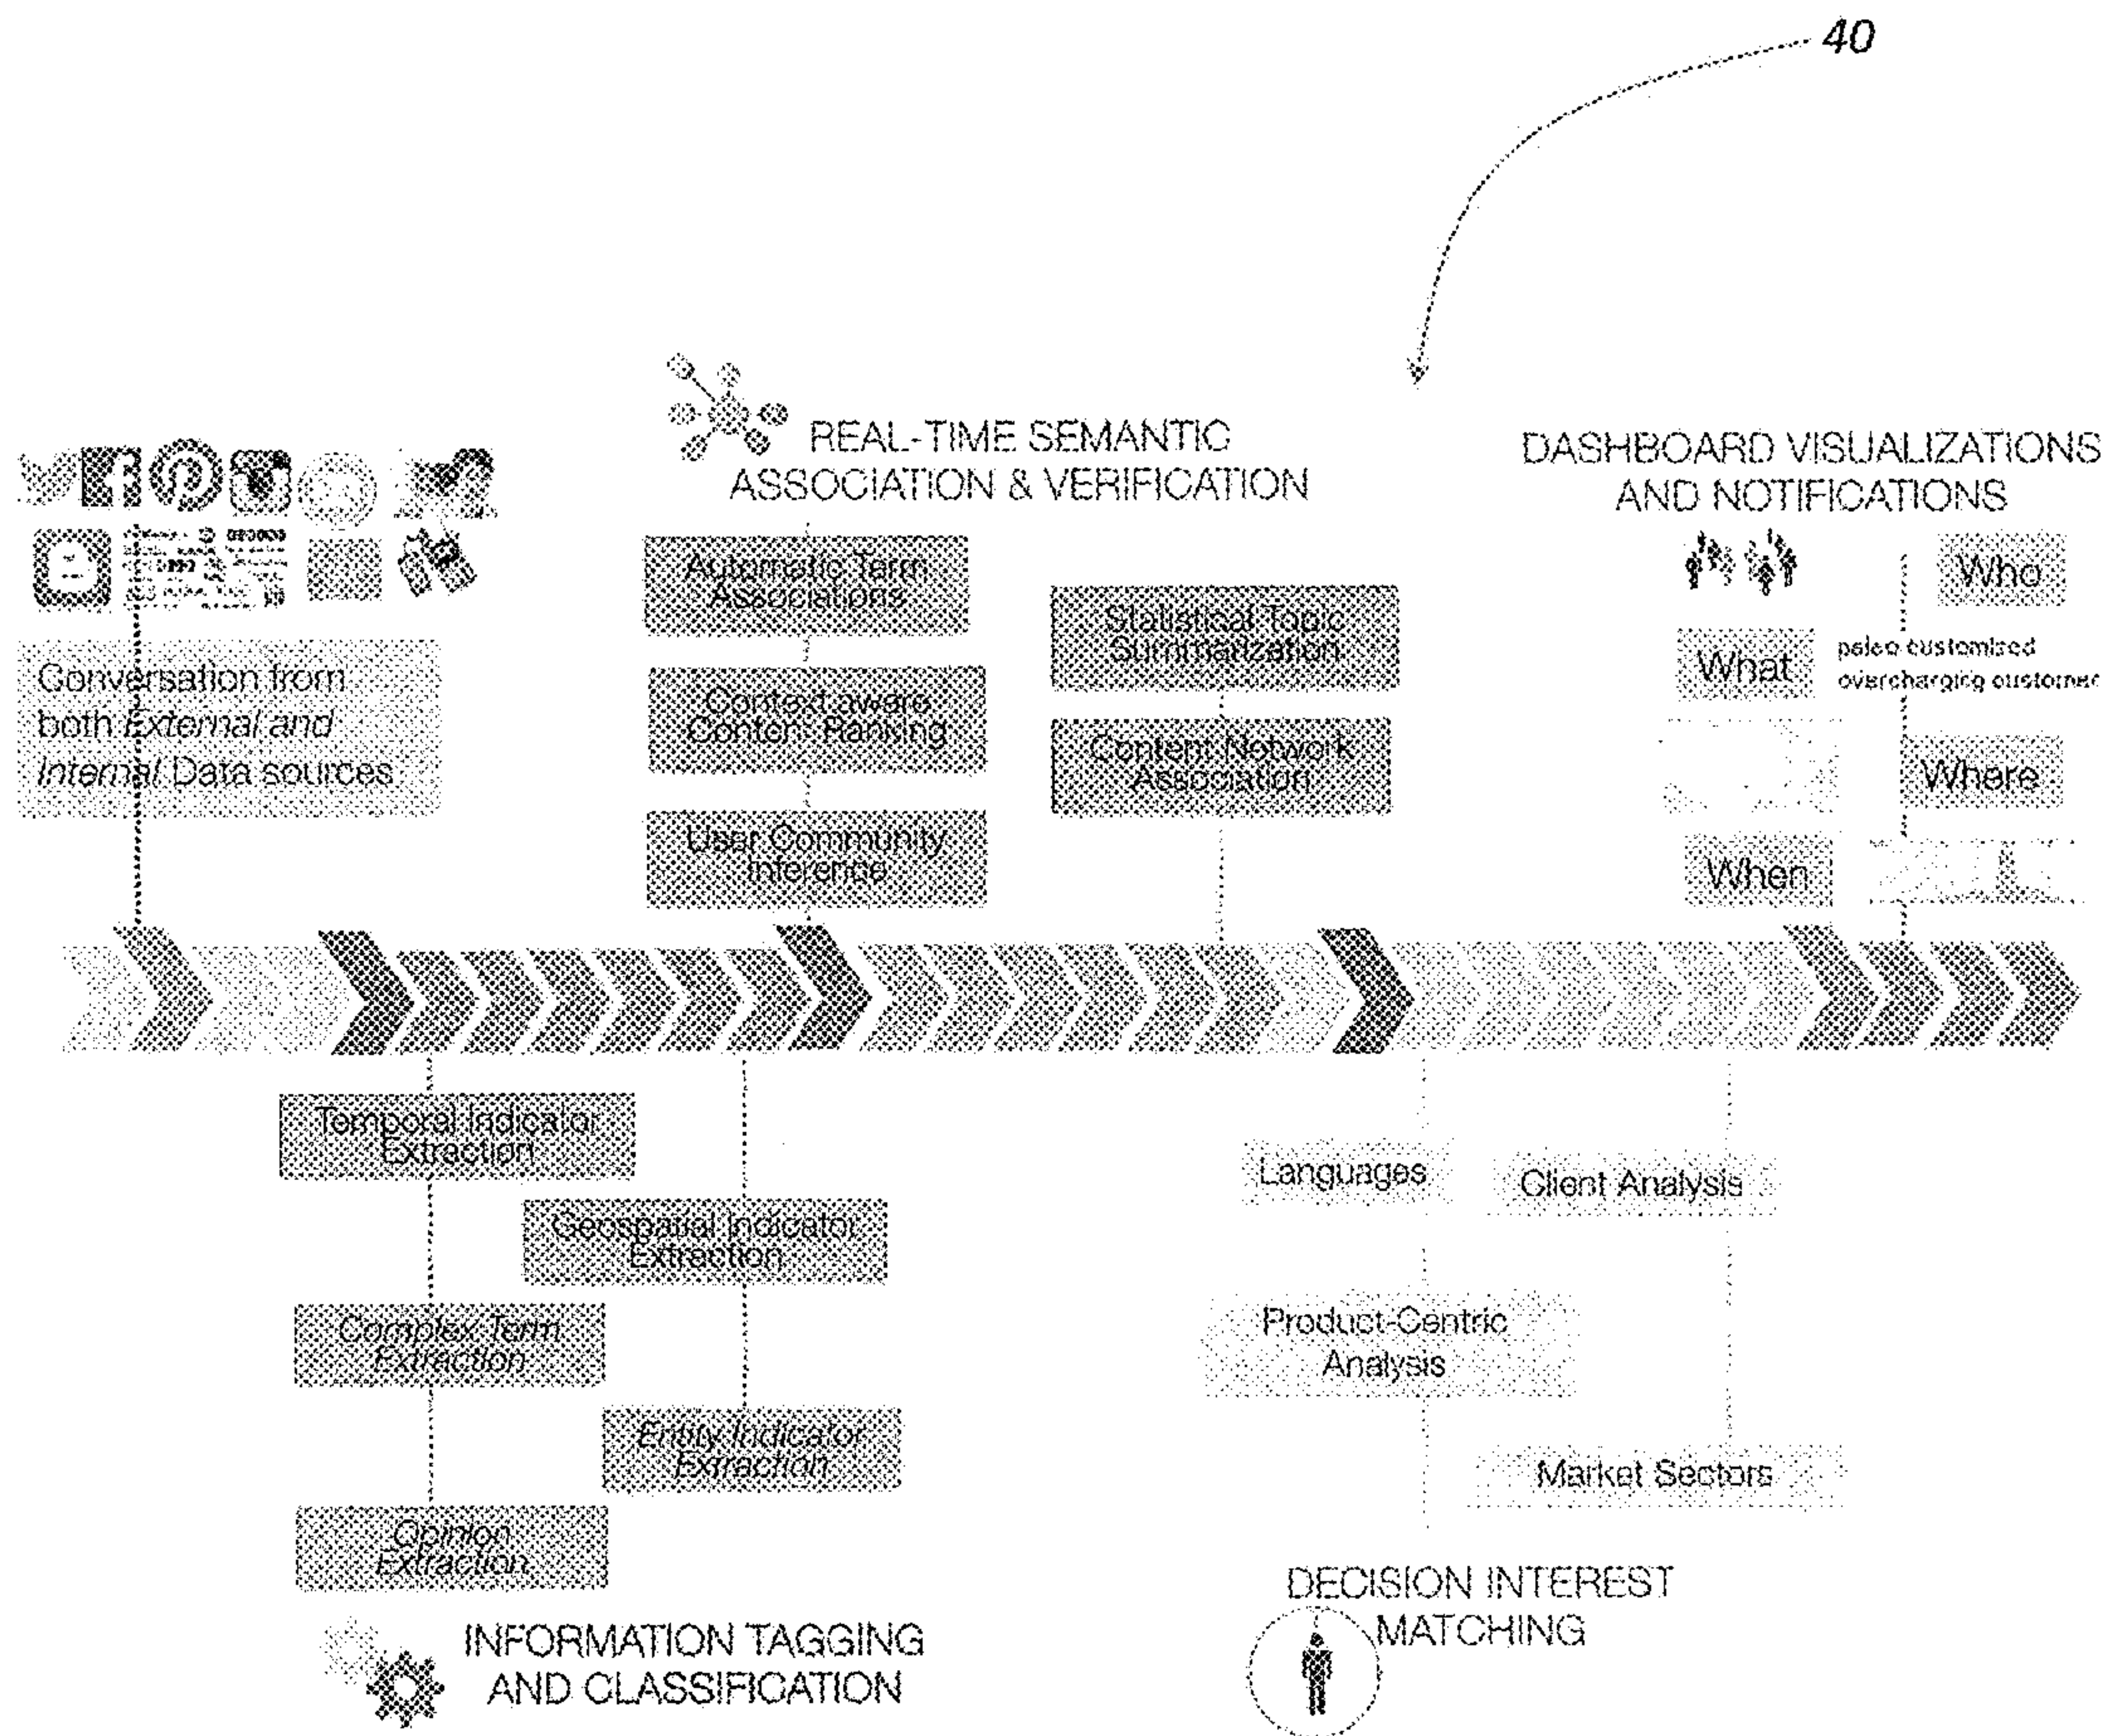 40
REAL-TIME SEMANTIC
ASSOCIATION & VERIFICATION
DASHBOARD VISUALIZATIONS
AND NOTIFICATIONS
Conversation from
both External and
Internal Data sources
Automatic Term
Associations
Context aware
Content Ranking
User Community
Inference
Statistical Topic
Summarization
Content Network
Association
Who
What
paleo customized
overcharging customer
Where
When
Temporal Indicator
Extraction
Geospatial Indicator
Extraction
Complex Term
Extraction
Entity Indicator
Extraction
Opinion
Extraction
INFORMATION TAGGING
AND CLASSIFICATION
Languages
Client Analysis
Product-Centric
Analysis
Market Sectors
DECISION INTEREST
MATCHING